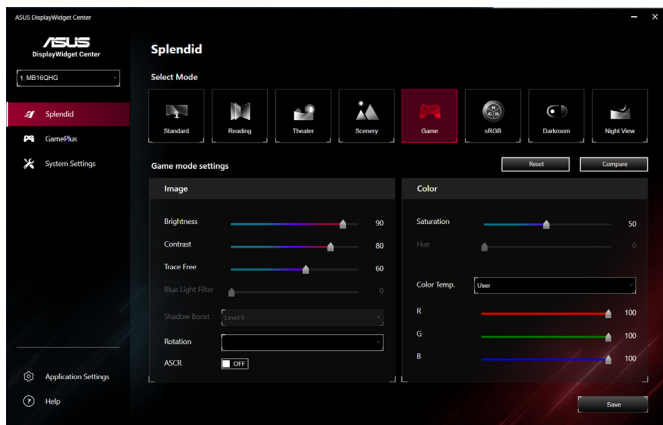 ASUS DisplayWidget Center
ASUS
DisplayWidget Center
1. MB16QHG
Splendid
GamePlus
System Settings
Application Settings
Help
Splendid
Select Mode
Standard
Reading
Theater
Scenery
Game
sRGB
Darkroom
Night View
Game mode settings
Reset
Compare
Image
Brightness 90
Contrast 80
Trace Free 60
Blue Light Filter 0
Shadow Boost Level 0
Rotation
ASCR OFF
Color
Saturation 50
Hue 0
Color Temp. User
R 100
G 100
B 100
Save